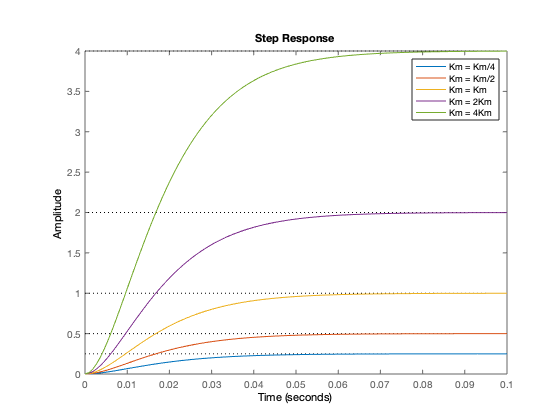 Step Response
4
3.5
3
2.5
2
1.5
1
0.5
0
Amplitude
Km = Km/4
Km = Km/2
Km = Km
Km = 2Km
Km = 4Km
0 0.01 0.02 0.03 0.04 0.05 0.06 0.07 0.08 0.09 0.1
Time (seconds)